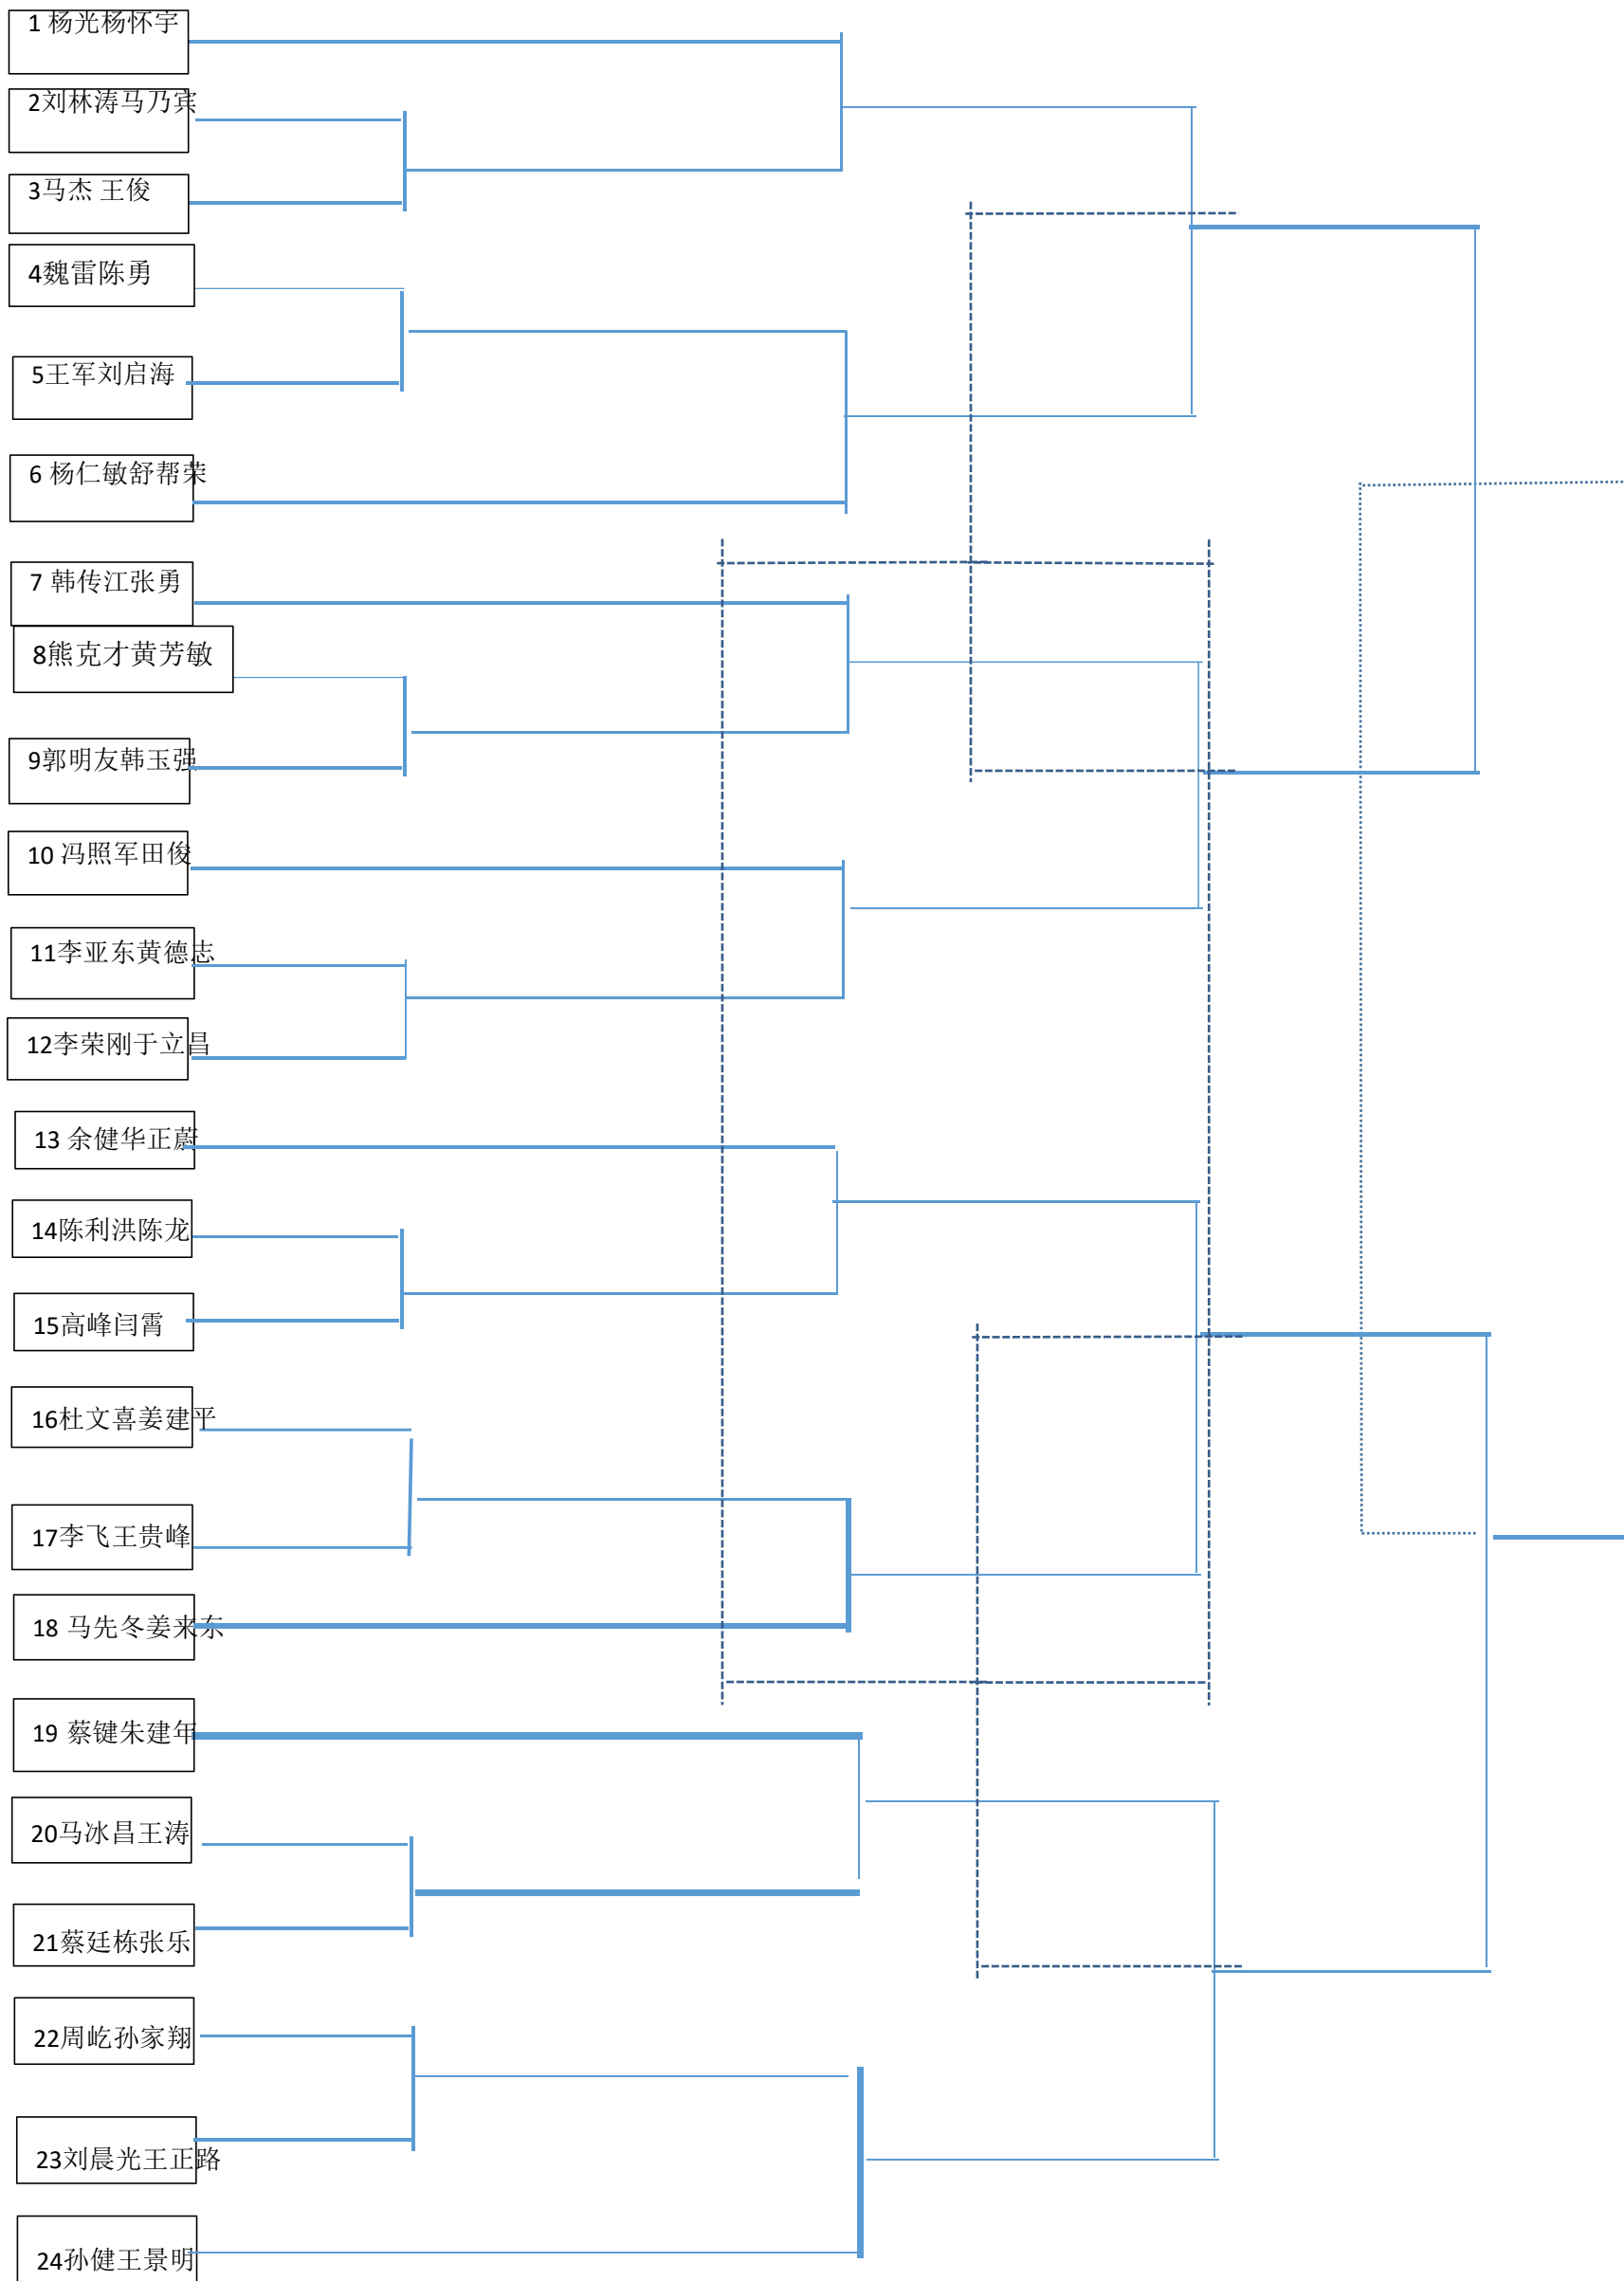 1 杨光杨怀宇
2刘林涛马乃宾
3马杰 王俊
4魏雷陈勇
5王军刘启海
6 杨仁敏舒帮荣
7 韩传江张勇
8熊克才黄芳敏
9郭明友韩玉强
10 冯照军田俊
11李亚东黄德志
12李荣刚于立昌
13 余健华正蔚
14陈利洪陈龙
15高峰闫霄
16杜文喜姜建平
17李飞王贵峰
18 马先冬姜来东
19 蔡键朱建年
20马冰昌王涛
21蔡廷栋张乐
22周屹孙家翔
23刘晨光王正路
24孙健王景明